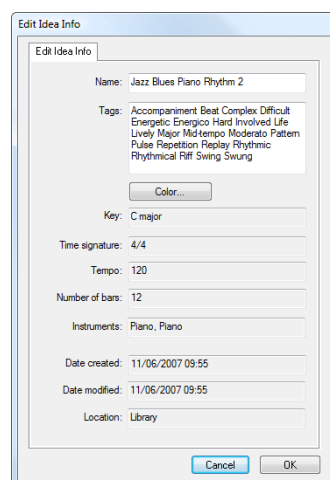 Edit Idea Info
Edit Idea Info
Name: Jazz Blues Piano Rhythm 2
Tags: Accompaniment Beat Complex Difficult
Energetic Energico Hard Involved Life
Lively Major Mid-tempo Moderato Pattern
Pulse Repetition Replay Rhythmic
Rhythmical Riff Swing Swung
Color...
Key: C major
Time signature: 4/4
Tempo: 120
Number of bars: 12
Instruments: Piano, Piano
Date created: 11/06/2007 09:55
Date modified: 11/06/2007 09:55
Location: Library
Cancel OK